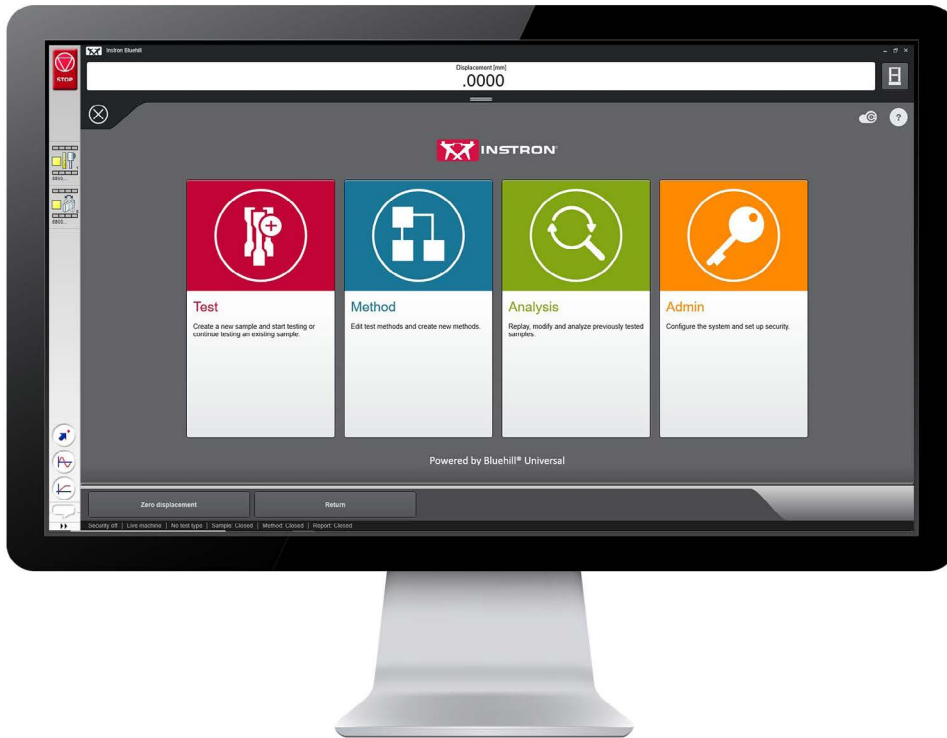 Instron Bluehill
STOP
Displacement [mm]
.0000
?
INSTRON
Test
Create a new sample and start testing or
continue testing an existing sample.
Method
Edit test methods and create new methods.
Analysis
Replay, modify and analyze previously tested
samples.
Admin
Configure the system and set up security.
Powered by Bluehill® Universal
Zero displacement
Return
Security off | Live machine | No test type | Sample: Closed | Method: Closed | Report: Closed